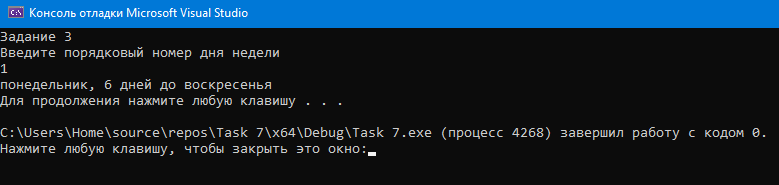 Консоль отладки Microsoft Visual Studio
Задание 3
Введите порядковый номер дня недели
1
понедельник, 6 дней до воскресенья
Для продолжения нажмите любую клавишу . . .
C:\Users\Home\source\repos\Task 7\x64\Debug\Task 7.exe (процесс 4268) завершил работу с кодом 0.
Нажмите любую клавишу, чтобы закрыть это окно: